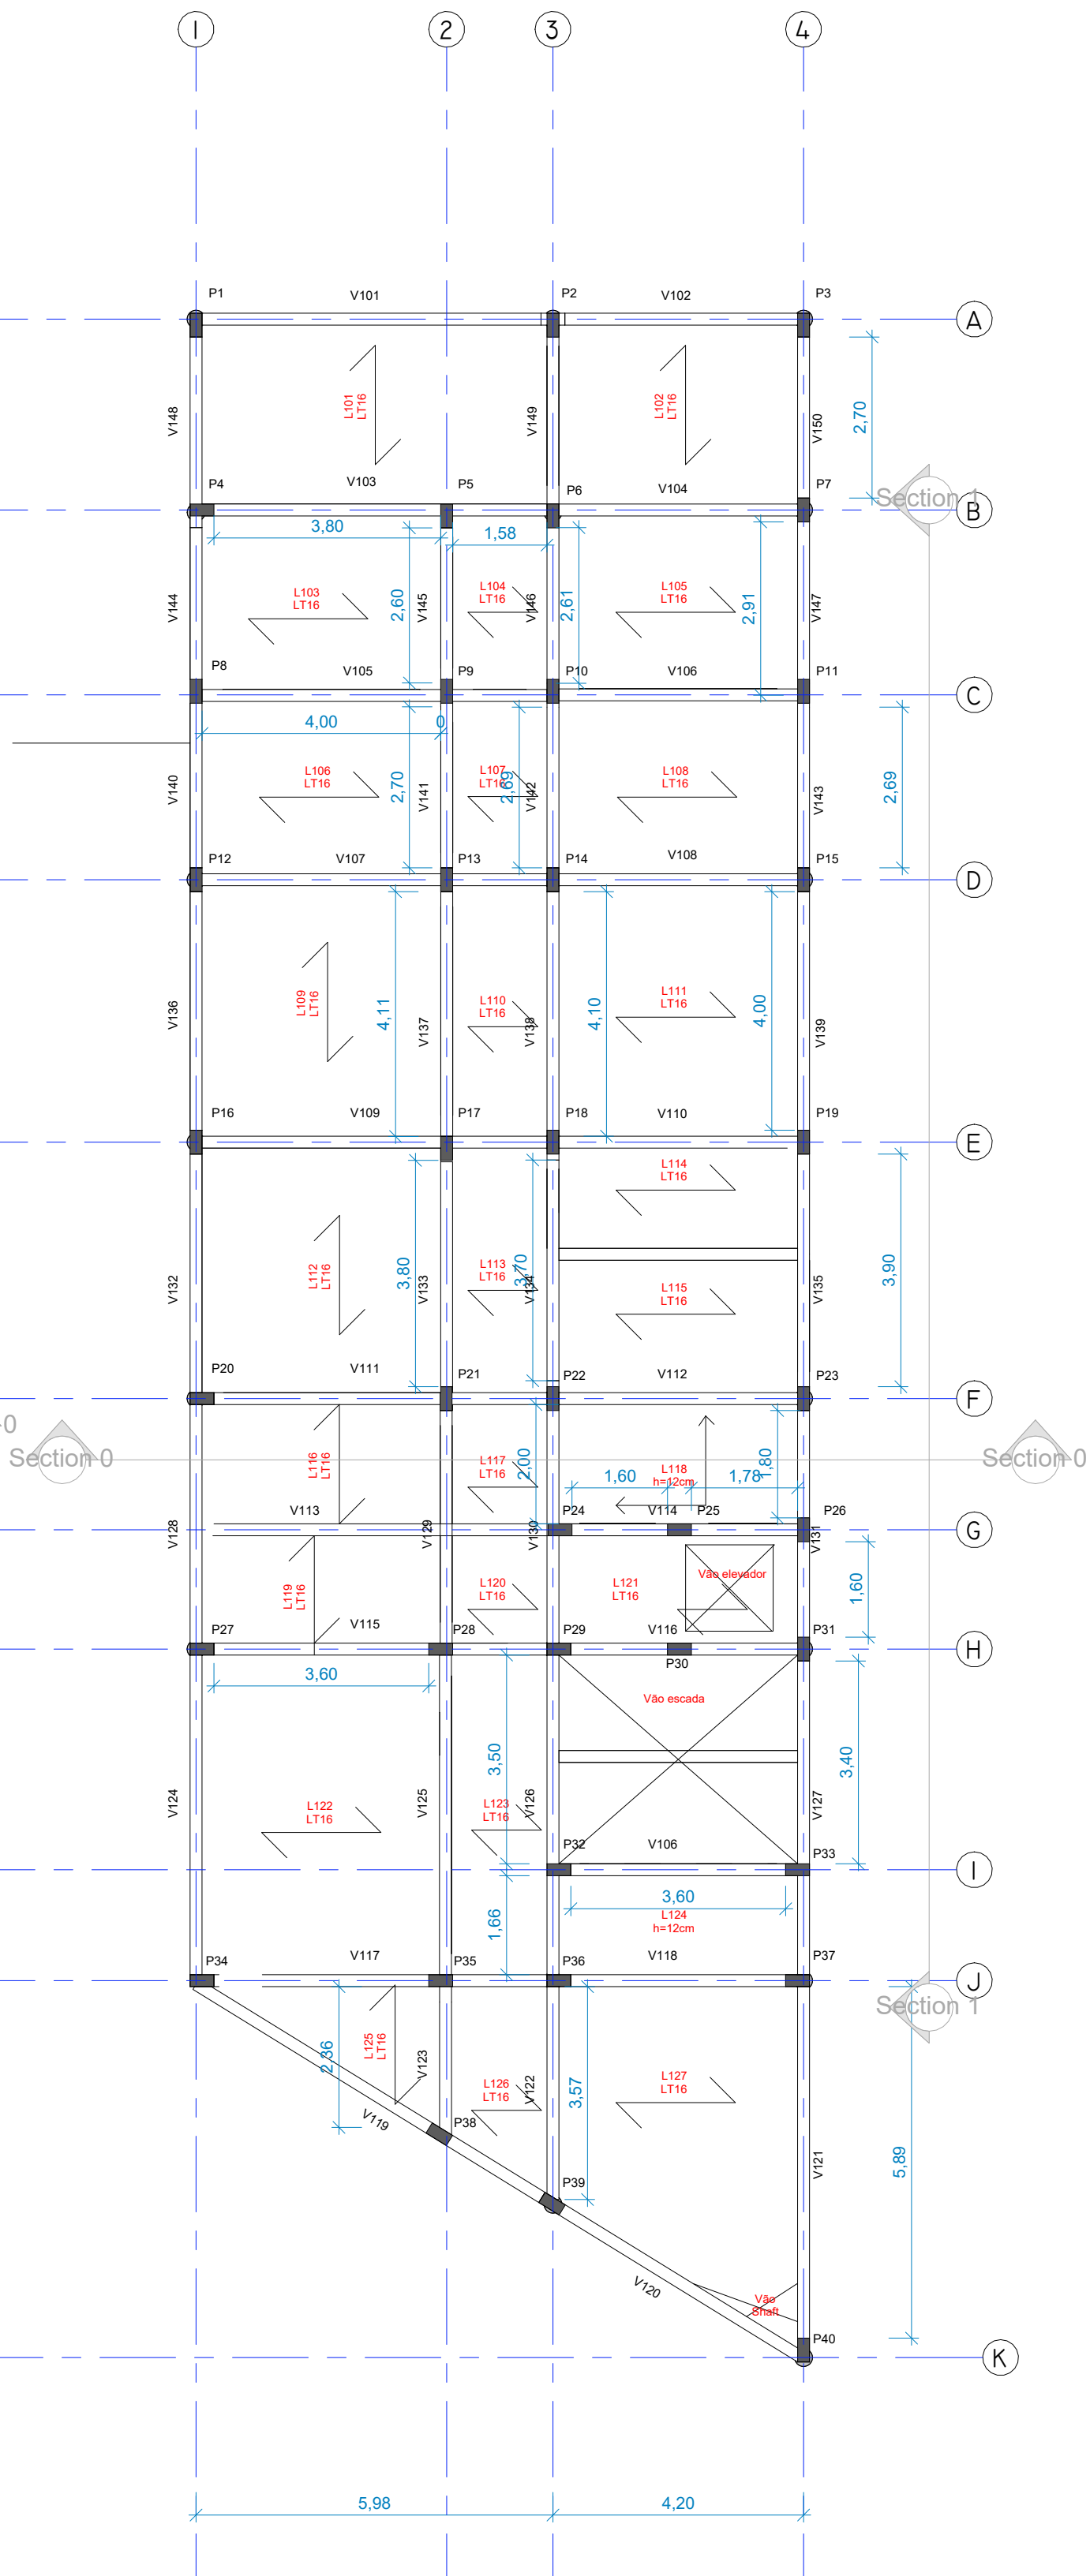 1 2 3 4
P1 V101 P2 V102 P3
A
V148 L101 LT16 V149 L102 LT16 V150 2,70
P4 V103 P5 P6 V104 P7
Section 1
B
3,80 1,58
V144 L103 LT16 2,60 V145 L104 LT16 V146 2,61 L105 LT16 2,91 V147
P8 V105 P9 P10 V106 P11
C
4,00 0
V140 L106 LT16 2,70 V141 L107 LT16 2,69 V142 L108 LT16 V143 2,69
P12 V107 P13 P14 V108 P15
D
V136 L109 LT16 4,11 V137 L110 LT16 V138 4,10 L111 LT16 4,00 V139
P16 V109 P17 P18 V110 P19
E
L114
LT16
V132 L112 LT16 3,80 V133 L113 LT16 3,70 V134 L115 LT16 V135 3,90
P20 V111 P21 P22 V112 P23
F
-0
Section 0
L116 LT16 L117 LT16 2,00 1,60 L118 h=12cm 1,78 1,80
Section 0
V113 P24 V114 P25 P26
G
V128 V129 V130 V131
L119 LT16 L120 LT16 L121 LT16 Vão elevador 1,60
P27 V115 P28 P29 V116 P31
H
P30
3,60
Vão escada
3,50 3,40
V124 L122 LT16 V125 L123 LT16 V126 V127
P32 V106 P33
I
1,66 3,60
L124
h=12cm
P34 V117 P35 P36 V118 P37
J
Section 1
2,36 L125 LT16 V123 L126 LT16 V122 3,57 L127 LT16
V119 P38 V121 5,89
P39
V120
Vão
Shaft
P40
K
5,98 4,20